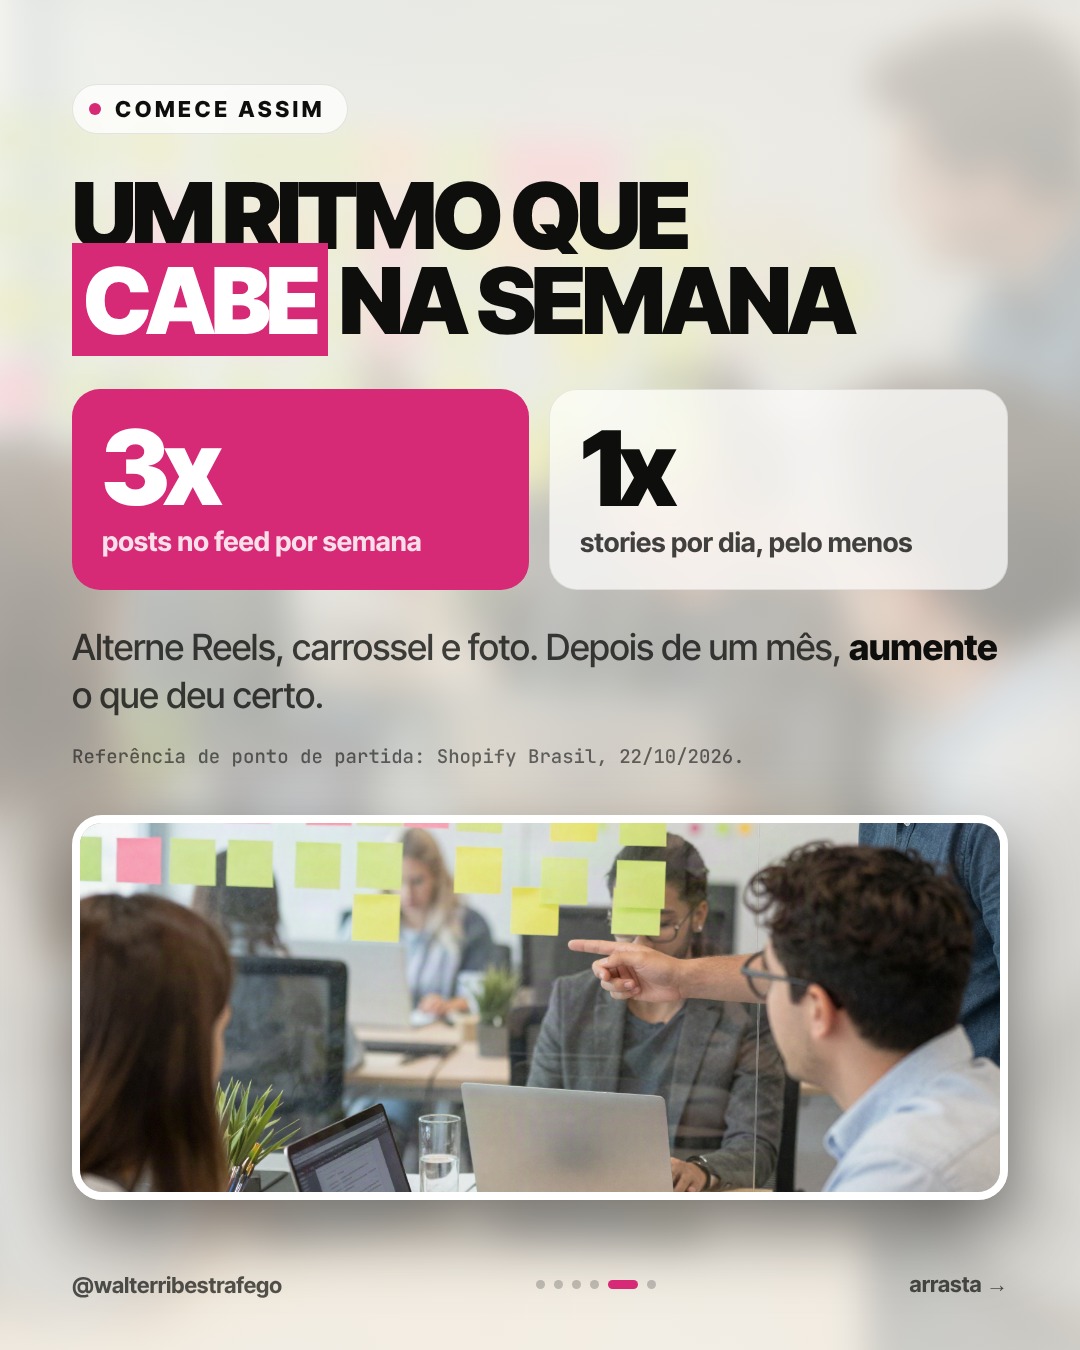 COMECE ASSIM
UM RITMO QUE
CABE NA SEMANA
3x
posts no feed por semana
1x
stories por dia, pelo menos
Alterne Reels, carrossel e foto. Depois de um mês, aumente
o que deu certo.
Referência de ponto de partida: Shopify Brasil, 22/10/2026.
@walterribestrafego
arrasta →